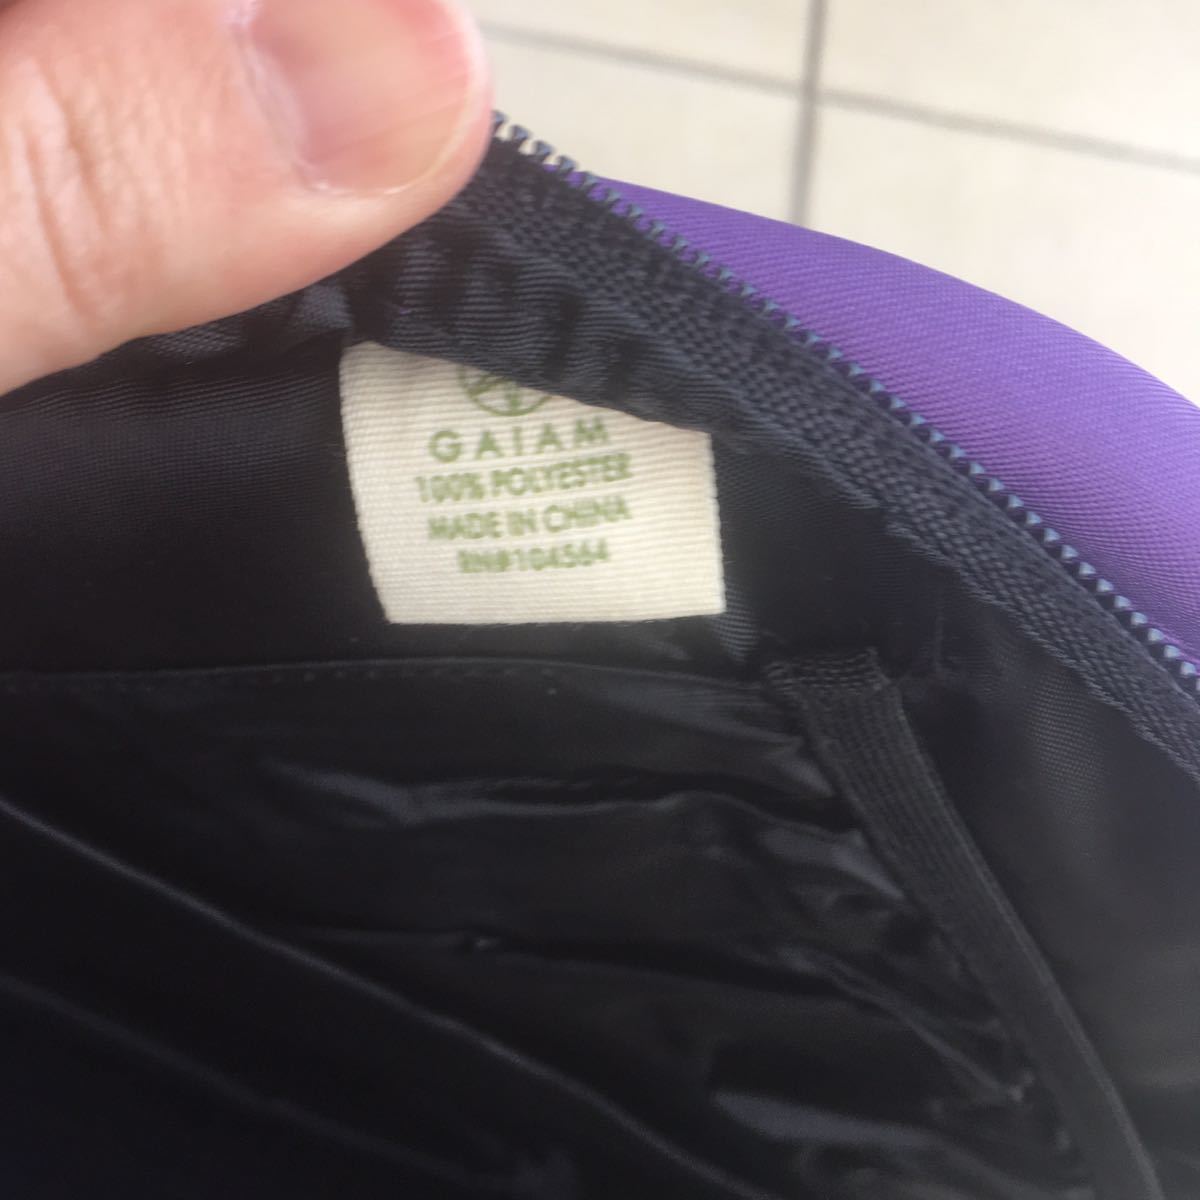 GAIAM
100% POLYESTER
MADE IN CHINA
RN#104564